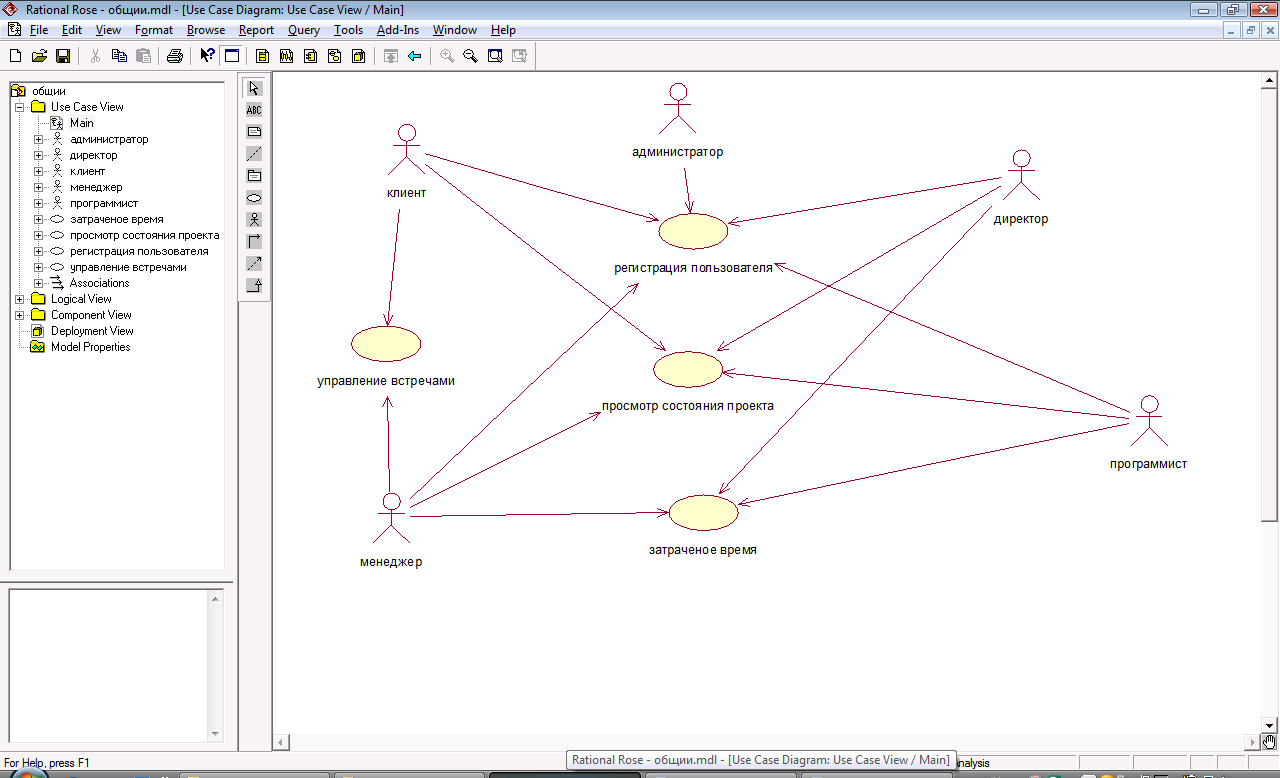 Rational Rose - общии.mdl - [Use Case Diagram: Use Case View / Main]
File Edit View Format Browse Report Query Tools Add-Ins Window Help
ABC
общии
Use Case View
Main
администратор
директор
клиент
менеджер
программист
затраченое время
просмотр состояния проекта
регистрация пользователя
управление встречами
Associations
Logical View
Component View
Deployment View
Model Properties
администратор
клиент
директор
регистрация пользователя
управление встречами
просмотр состояния проекта
программист
затраченое время
менеджер
For Help, press F1
Rational Rose - общии.mdl - [Use Case Diagram: Use Case View / Main]